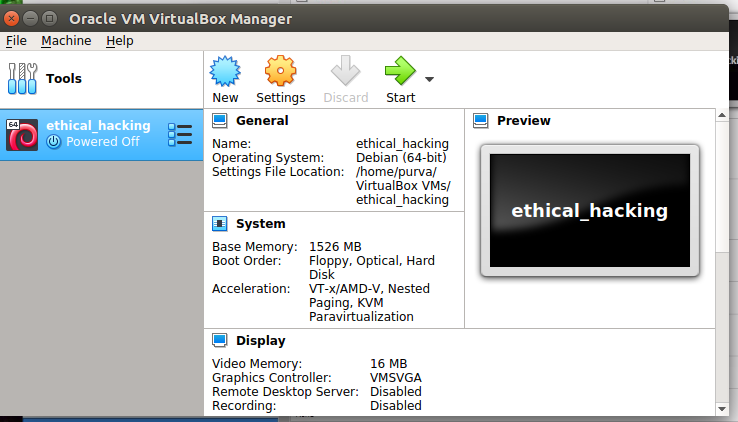 Oracle VM VirtualBox Manager
File Machine Help
Tools
New Settings Discard Start
64
ethical_hacking
Powered Off
General
Name: ethical_hacking
Operating System: Debian (64-bit)
Settings File Location: /home/purva/
VirtualBox VMs/
ethical_hacking
System
Base Memory: 1526 MB
Boot Order: Floppy, Optical, Hard
Disk
Acceleration: VT-x/AMD-V, Nested
Paging, KVM
Paravirtualization
Preview
ethical_hacking
Display
Video Memory: 16 MB
Graphics Controller: VMSVGA
Remote Desktop Server: Disabled
Recording: Disabled